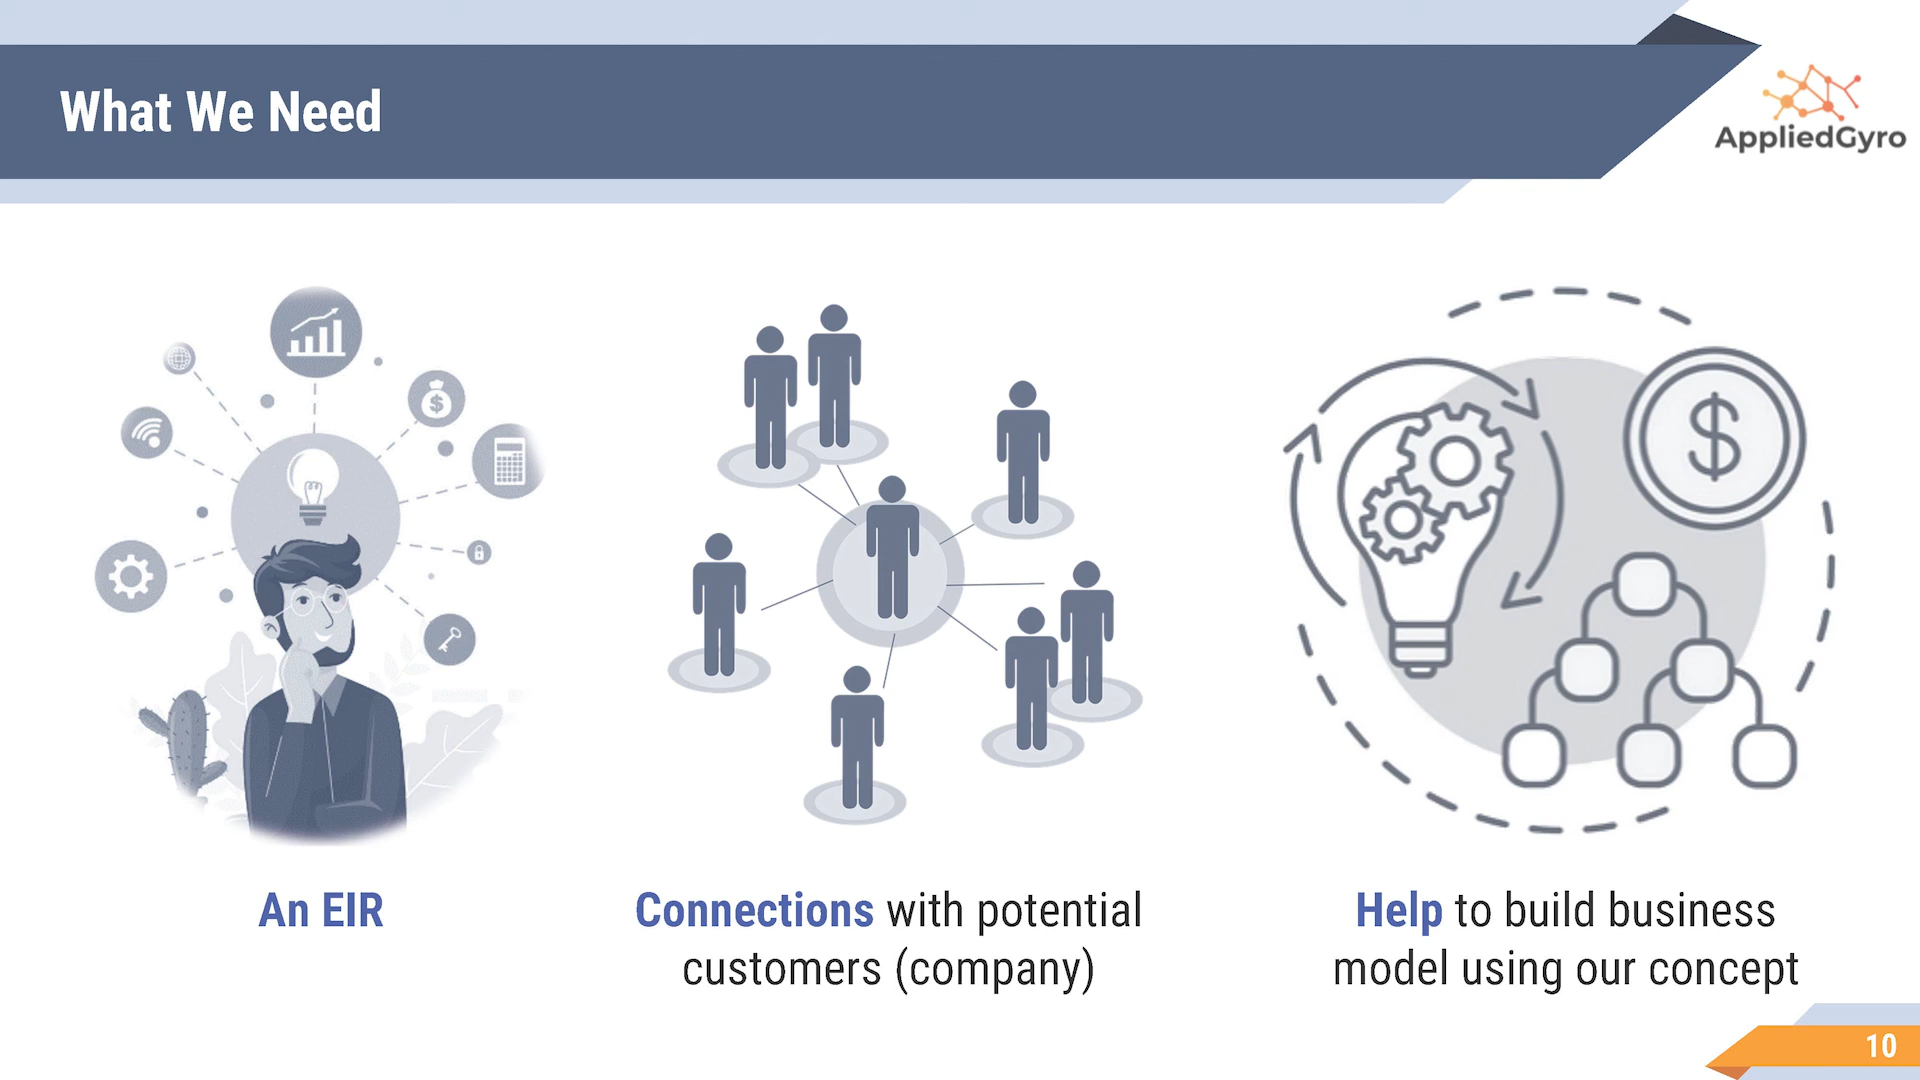 What We Need
AppliedGyro
An EIR
Connections with potential
customers (company)
Help to build business
model using our concept
10